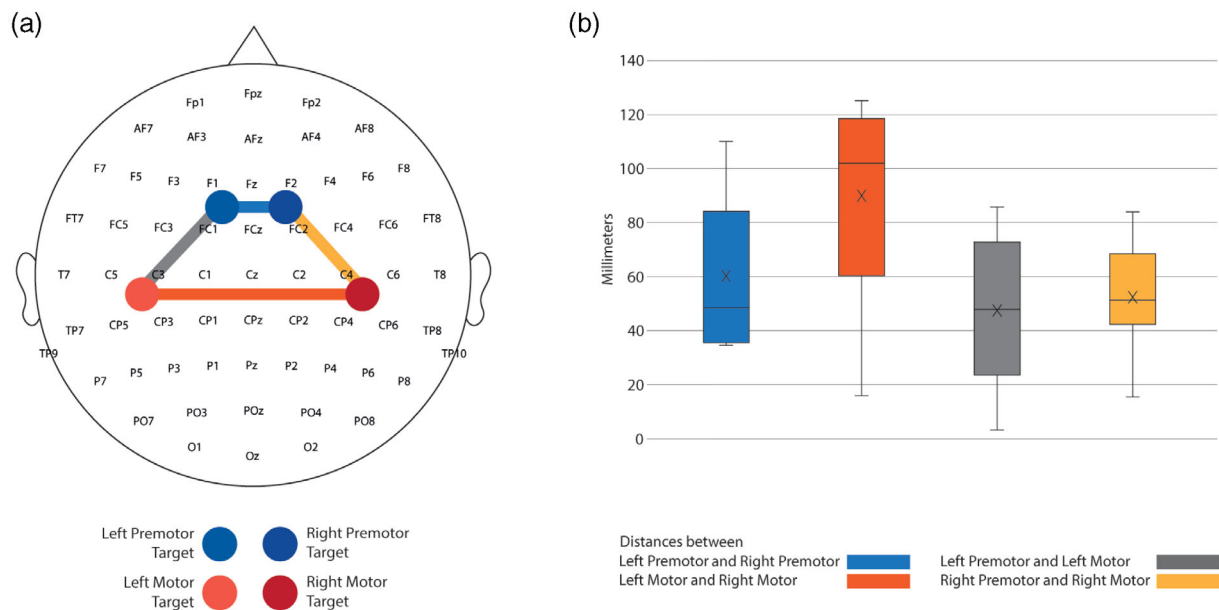 (a)
Fpz
Fp1 Fp2
AF7 AF3 AFz AF4 AF8
F7 F5 F3 F1 Fz F2 F4 F6 F8
FT7 FC5 FC3 FC1 FCz FC2 FC4 FC6 FT8
T7 C5 C3 C1 Cz C2 C4 C6 T8
TP7 CP5 CP3 CP1 CPz CP2 CP4 CP6 TP8
TP9 TP10
P7 P5 P3 P1 Pz P2 P4 P6 P8
PO7 PO3 POz PO4 PO8
O1 Oz O2
Left Premotor
Target
Right Premotor
Target
Left Motor
Target
Right Motor
Target
(b)
Millimeters
140
120
100
80
60
40
20
0
Distances between
Left Premotor and Right Premotor
Left Motor and Right Motor
Left Premotor and Left Motor
Right Premotor and Right Motor